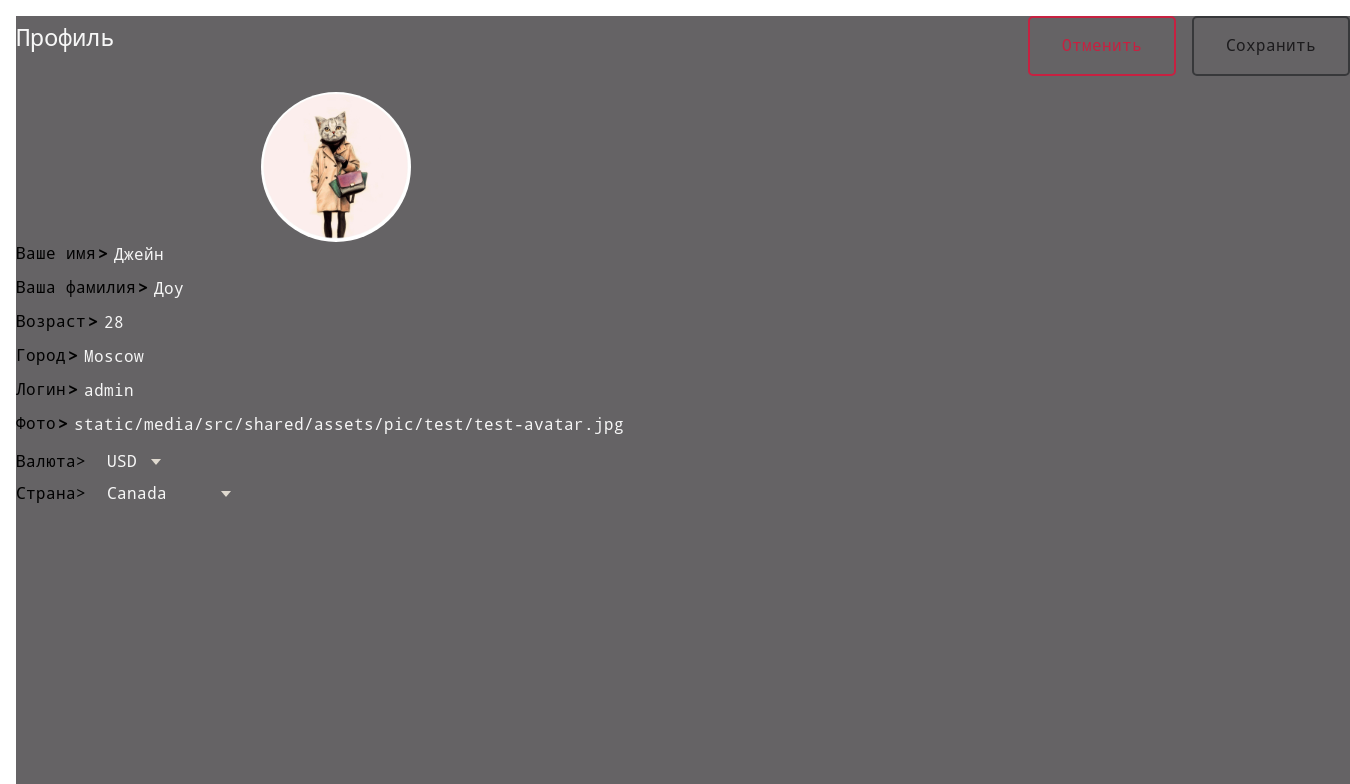 Профиль
Отменить
Сохранить
Ваше имя> Джейн
Ваша фамилия> Доу
Возраст> 28
Город> Moscow
Логин> admin
Фото> static/media/src/shared/assets/pic/test/test-avatar.jpg
Валюта> USD
Страна> Canada